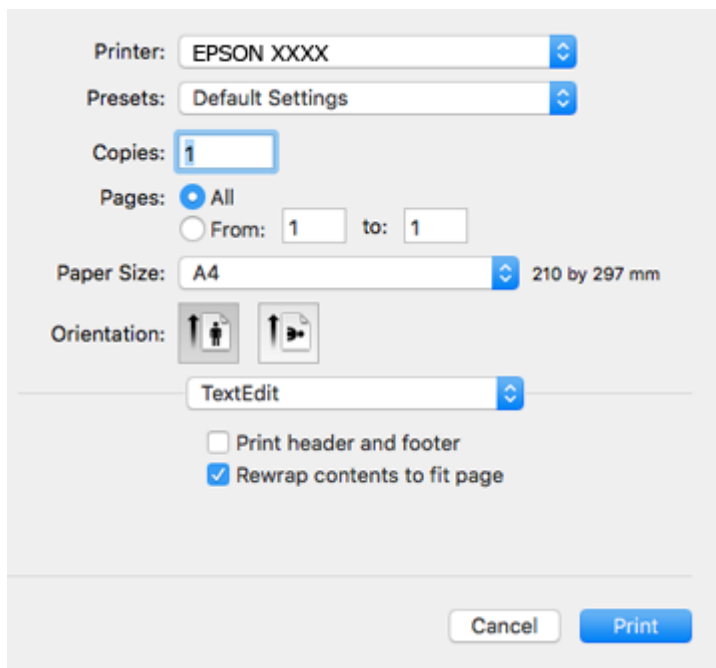 Printer: EPSON XXXX
Presets: Default Settings
Copies: 1
Pages: All
From: 1 to: 1
Paper Size: A4 210 by 297 mm
Orientation:
TextEdit
Print header and footer
Rewrap contents to fit page
Cancel Print